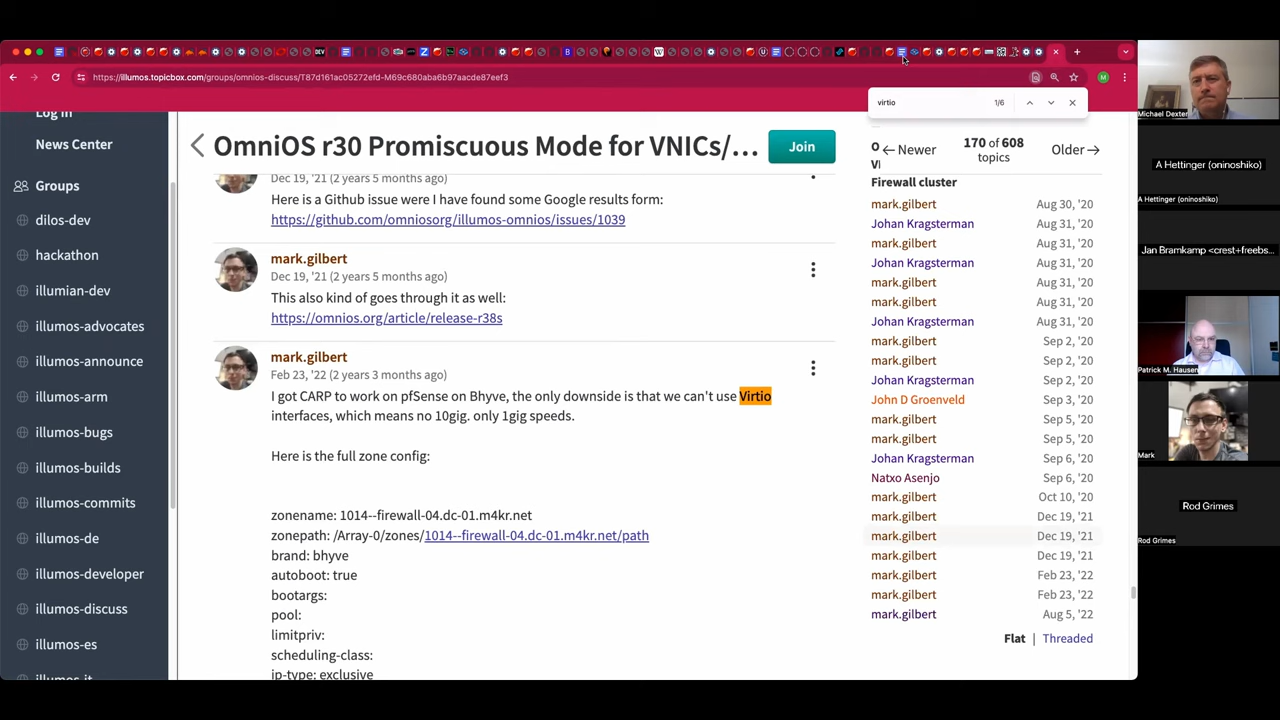 https://illumos.topicbox.com/groups/omnios-discuss/T87d161ac05272efd-M69c680aba6b97aacde87eef3
virtio
1/6
Log in
News Center
Groups
dilos-dev
hackathon
illumian-dev
illumos-advocates
illumos-announce
illumos-arm
illumos-bugs
illumos-builds
illumos-commits
illumos-de
illumos-developer
illumos-discuss
illumos-es
illumos-it
OmniOS r30 Promiscuous Mode for VNICs/...
Join
Dec 19, '21 (2 years 5 months ago)
Here is a Github issue were I have found some Google results form:
https://github.com/omniosorg/illumos-omnios/issues/1039
mark.gilbert
Dec 19, '21 (2 years 5 months ago)
This also kind of goes through it as well:
https://omnios.org/article/release-r38s
mark.gilbert
Feb 23, '22 (2 years 3 months ago)
I got CARP to work on pfSense on Bhyve, the only downside is that we can't use Virtio
interfaces, which means no 10gig. only 1gig speeds.
Here is the full zone config:
zonename: 1014--firewall-04.dc-01.m4kr.net
zonepath: /Array-0/zones/1014--firewall-04.dc-01.m4kr.net/path
brand: bhyve
autoboot: true
bootargs:
pool:
limitpriv:
scheduling-class:
ip-type: exclusive
Newer
170 of 608
topics
Older
Firewall cluster
mark.gilbert Aug 30, '20
Johan Kragsterman Aug 31, '20
mark.gilbert Aug 31, '20
Johan Kragsterman Aug 31, '20
mark.gilbert Aug 31, '20
mark.gilbert Aug 31, '20
Johan Kragsterman Aug 31, '20
mark.gilbert Sep 2, '20
mark.gilbert Sep 2, '20
Johan Kragsterman Sep 2, '20
John D Groenveld Sep 2, '20
mark.gilbert Sep 5, '20
mark.gilbert Sep 5, '20
Johan Kragsterman Sep 6, '20
Natxo Asenjo Sep 6, '20
mark.gilbert Oct 10, '20
mark.gilbert Dec 19, '21
mark.gilbert Dec 19, '21
mark.gilbert Dec 19, '21
mark.gilbert Feb 23, '22
mark.gilbert Feb 23, '22
mark.gilbert Aug 5, '22
Flat | Threaded
Michael Dexter
A Hettinger (oninoshiko)
A Hettinger (oninoshiko)
Jan Bramkamp <crest+freebs...
Patrick M. Hausen
Mark
Rod Grimes
Rod Grimes